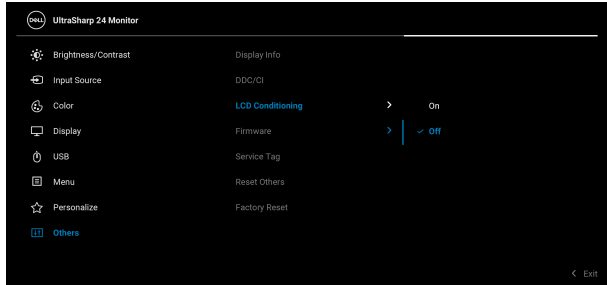 DELL UltraSharp 24 Monitor
Brightness/Contrast Display Info
Input Source DDC/CI
Color LCD Conditioning On
Display Firmware Off
USB Service Tag
Menu Reset Others
Personalize Factory Reset
Others
Exit